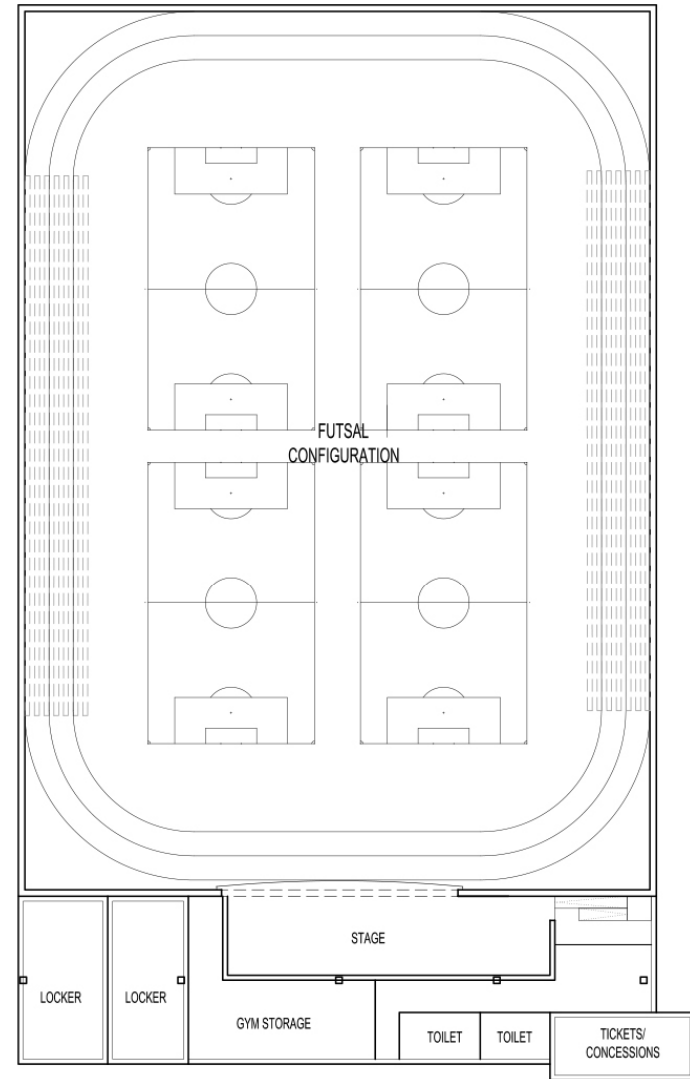 FUTSAL
CONFIGURATION
STAGE
LOCKER
LOCKER
GYM STORAGE
TOILET
TOILET
TICKETS/
CONCESSIONS